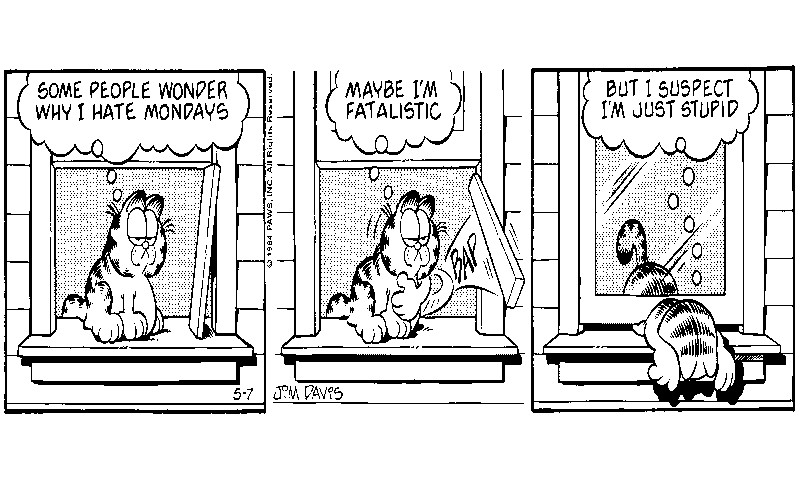 SOME PEOPLE WONDER
WHY I HATE MONDAYS
5-7
© 1984 PAWS, INC. All Rights Reserved.
MAYBE I'M
FATALISTIC
BAP
JIM DAVIS
BUT I SUSPECT
I'M JUST STUPID